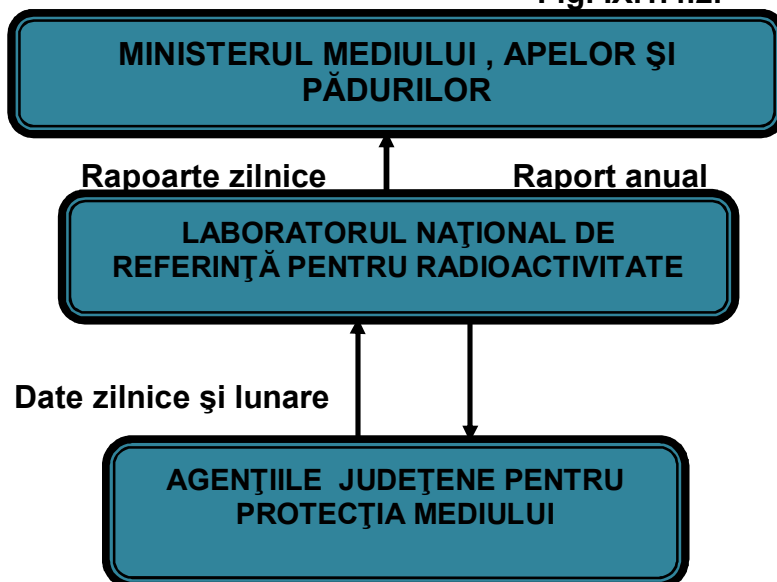 MINISTERUL MEDIULUI , APELOR ŞI
PĂDURILOR
Rapoarte zilnice Raport anual
LABORATORUL NAŢIONAL DE
REFERINŢĂ PENTRU RADIOACTIVITATE
Date zilnice şi lunare
AGENŢIILE JUDEŢENE PENTRU
PROTECŢIA MEDIULUI